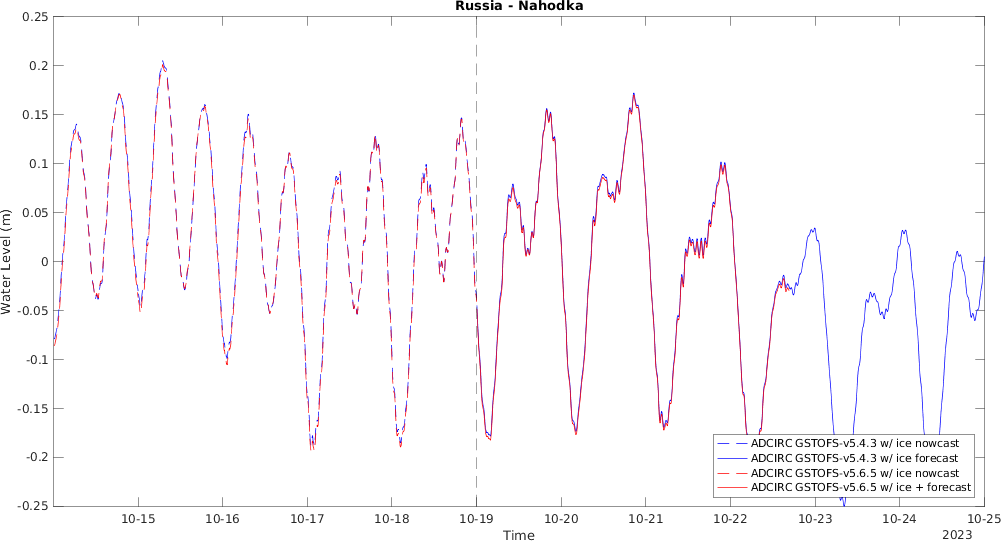 Russia - Nahodka
0.25
0.2
0.15
0.1
0.05
0
-0.05
-0.1
-0.15
-0.2
-0.25
Water Level (m)
ADCIRC GSTOFS-v5.4.3 w/ ice nowcast
ADCIRC GSTOFS-v5.4.3 w/ ice forecast
ADCIRC GSTOFS-v5.6.5 w/ ice nowcast
ADCIRC GSTOFS-v5.6.5 w/ ice + forecast
10-15 10-16 10-17 10-18 10-19 10-20 10-21 10-22 10-23 10-24 10-25
Time
2023